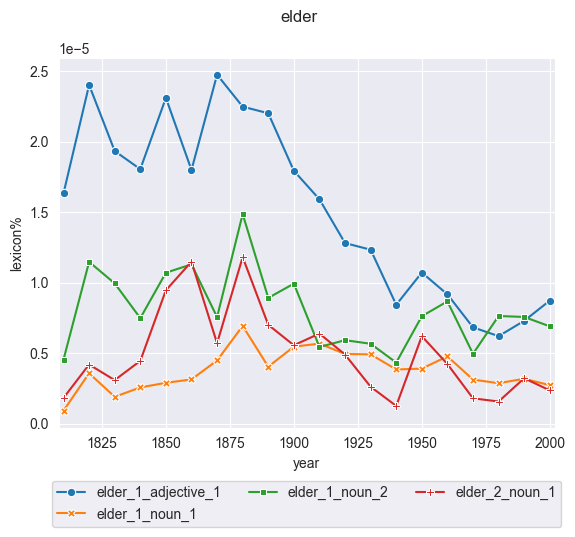 elder
1e−5
2.5
2.0
1.5
1.0
0.5
0.0
lexicon%
1825 1850 1875 1900 1925 1950 1975 2000
year
elder_1_adjective_1 elder_1_noun_2 elder_2_noun_1
elder_1_noun_1